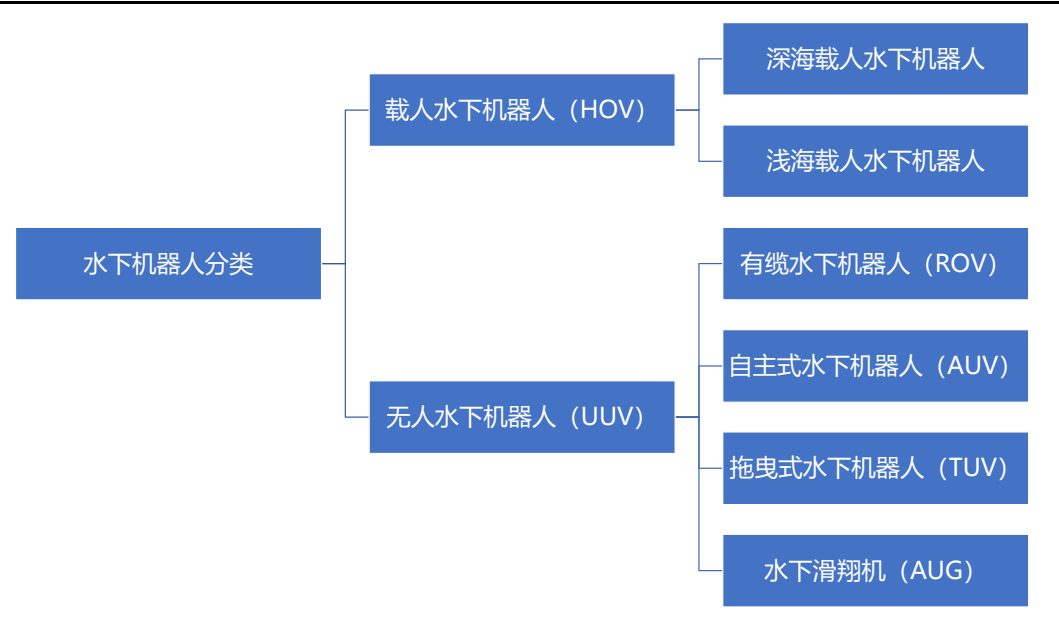 水下机器人分类
载人水下机器人（HOV）
深海载人水下机器人
浅海载人水下机器人
无人水下机器人（UUV）
有缆水下机器人（ROV）
自主式水下机器人（AUV）
拖曳式水下机器人（TUV）
水下滑翔机（AUG）